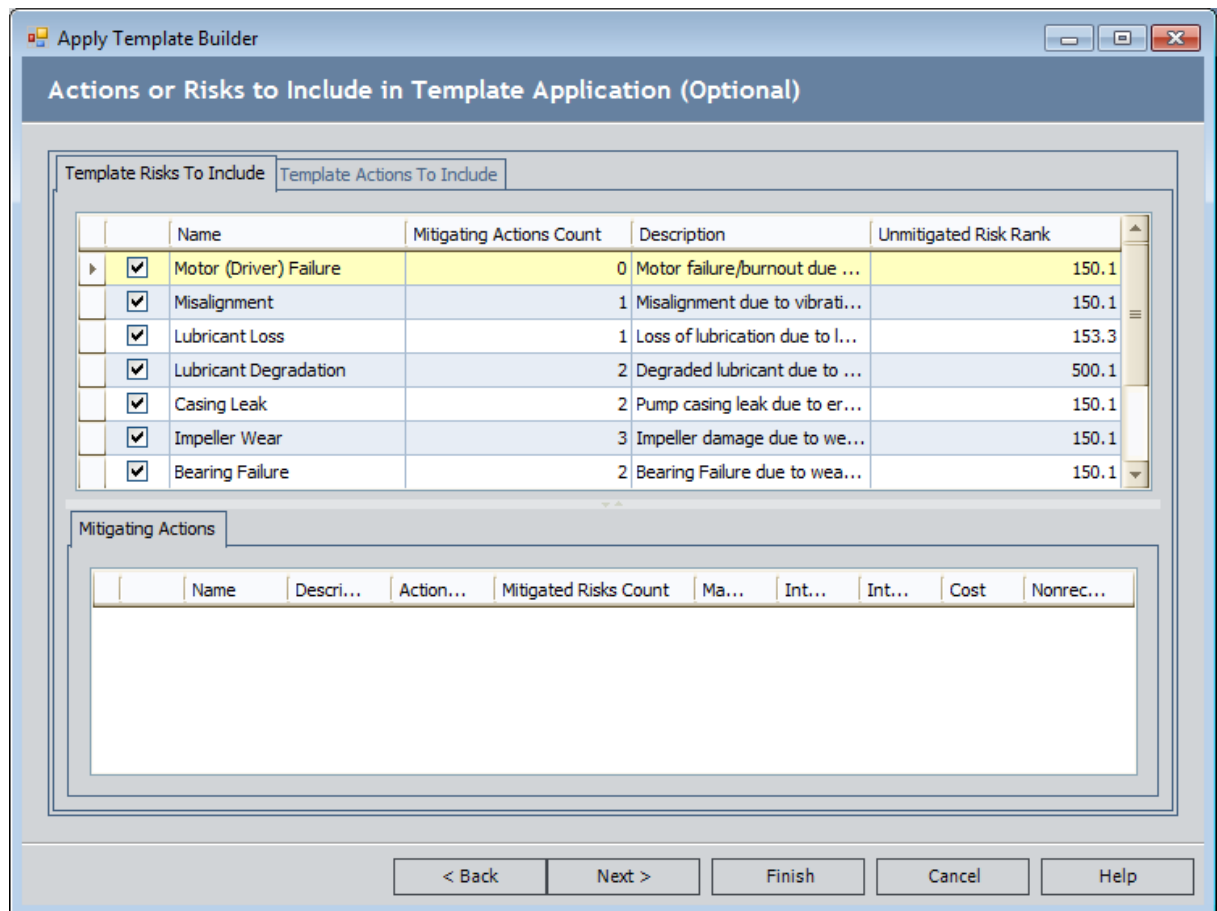 Apply Template Builder
Actions or Risks to Include in Template Application (Optional)
Template Risks To Include Template Actions To Include
Name Mitigating Actions Count Description Unmitigated Risk Rank
Motor (Driver) Failure 0 Motor failure/burnout due ... 150.1
Misalignment 1 Misalignment due to vibrati... 150.1
Lubricant Loss 1 Loss of lubrication due to l... 153.3
Lubricant Degradation 2 Degraded lubricant due to ... 500.1
Casing Leak 2 Pump casing leak due to er... 150.1
Impeller Wear 3 Impeller damage due to we... 150.1
Bearing Failure 2 Bearing Failure due to wea... 150.1
Mitigating Actions
Name Descri... Action... Mitigated Risks Count Ma... Int... Int... Cost Nonrec...
< Back Next > Finish Cancel Help